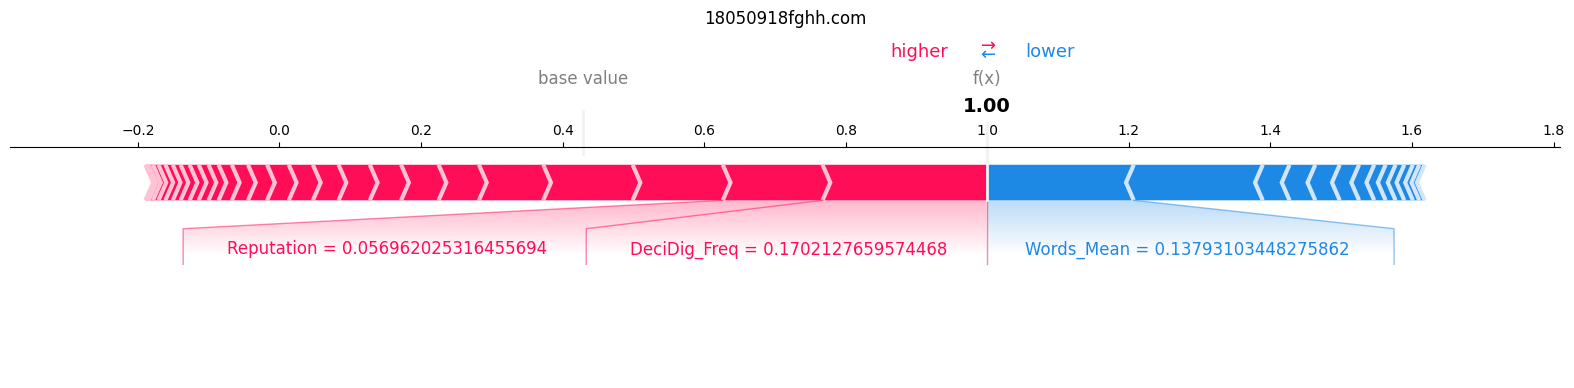 18050918fghh.com
higher ⇄ lower
base value f(x)
1.00
−0.2 0.0 0.2 0.4 0.6 0.8 1.0 1.2 1.4 1.6 1.8
Reputation = 0.056962025316455694 DeciDig_Freq = 0.1702127659574468 Words_Mean = 0.13793103448275862